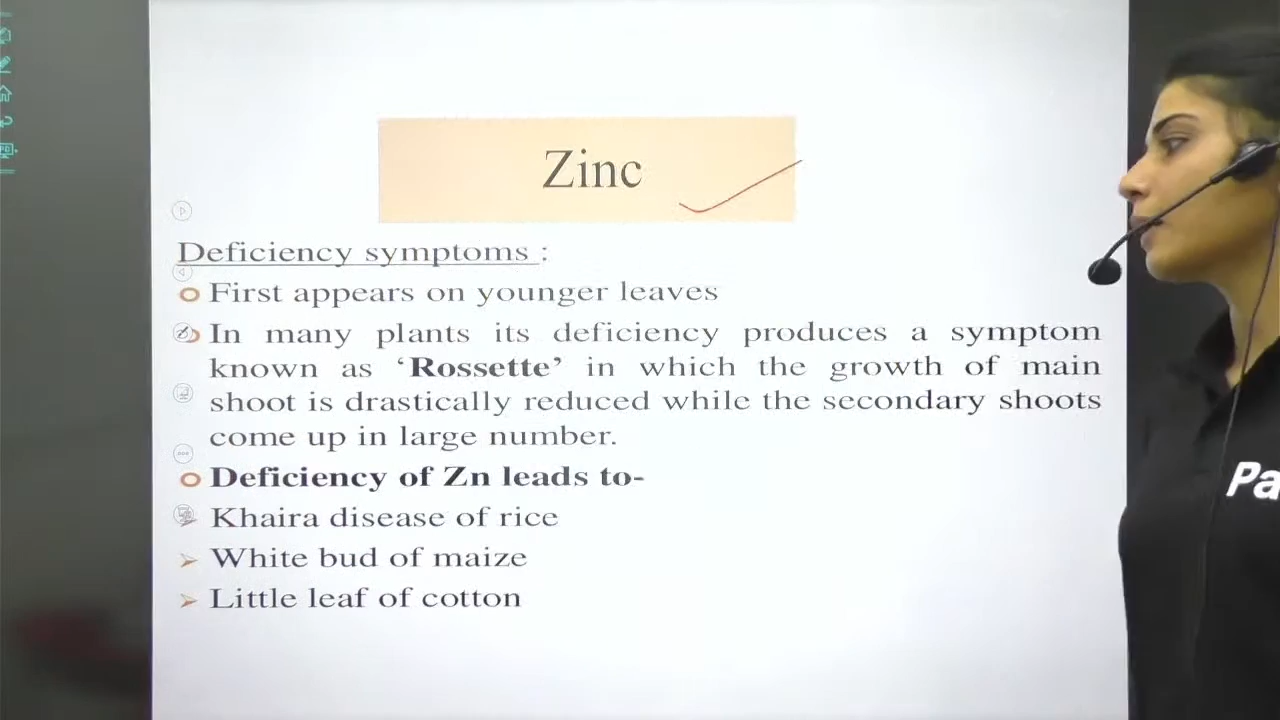 Zinc
Deficiency symptoms :
First appears on younger leaves
In many plants its deficiency produces a symptom
known as ‘Rossette’ in which the growth of main
shoot is drastically reduced while the secondary shoots
come up in large number.
Deficiency of Zn leads to-
Khaira disease of rice
White bud of maize
Little leaf of cotton
Pa